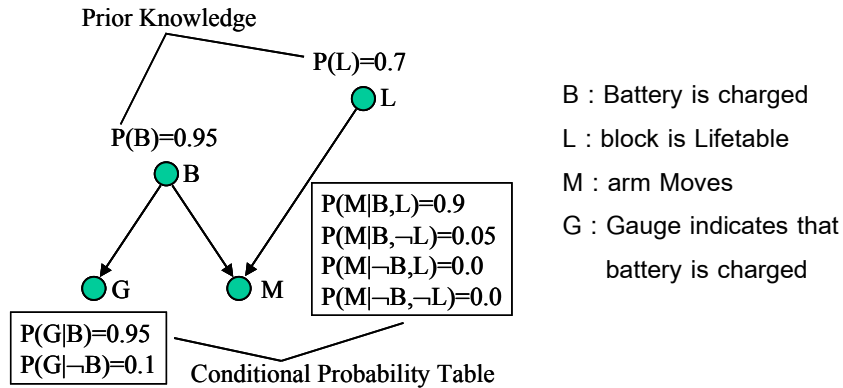 Prior Knowledge
P(L)=0.7
L
P(B)=0.95
B
P(M|B,L)=0.9
P(M|B,¬L)=0.05
P(M|¬B,L)=0.0
P(M|¬B,¬L)=0.0
G
M
P(G|B)=0.95
P(G|¬B)=0.1
Conditional Probability Table
B : Battery is charged
L : block is Lifetable
M : arm Moves
G : Gauge indicates that
battery is charged